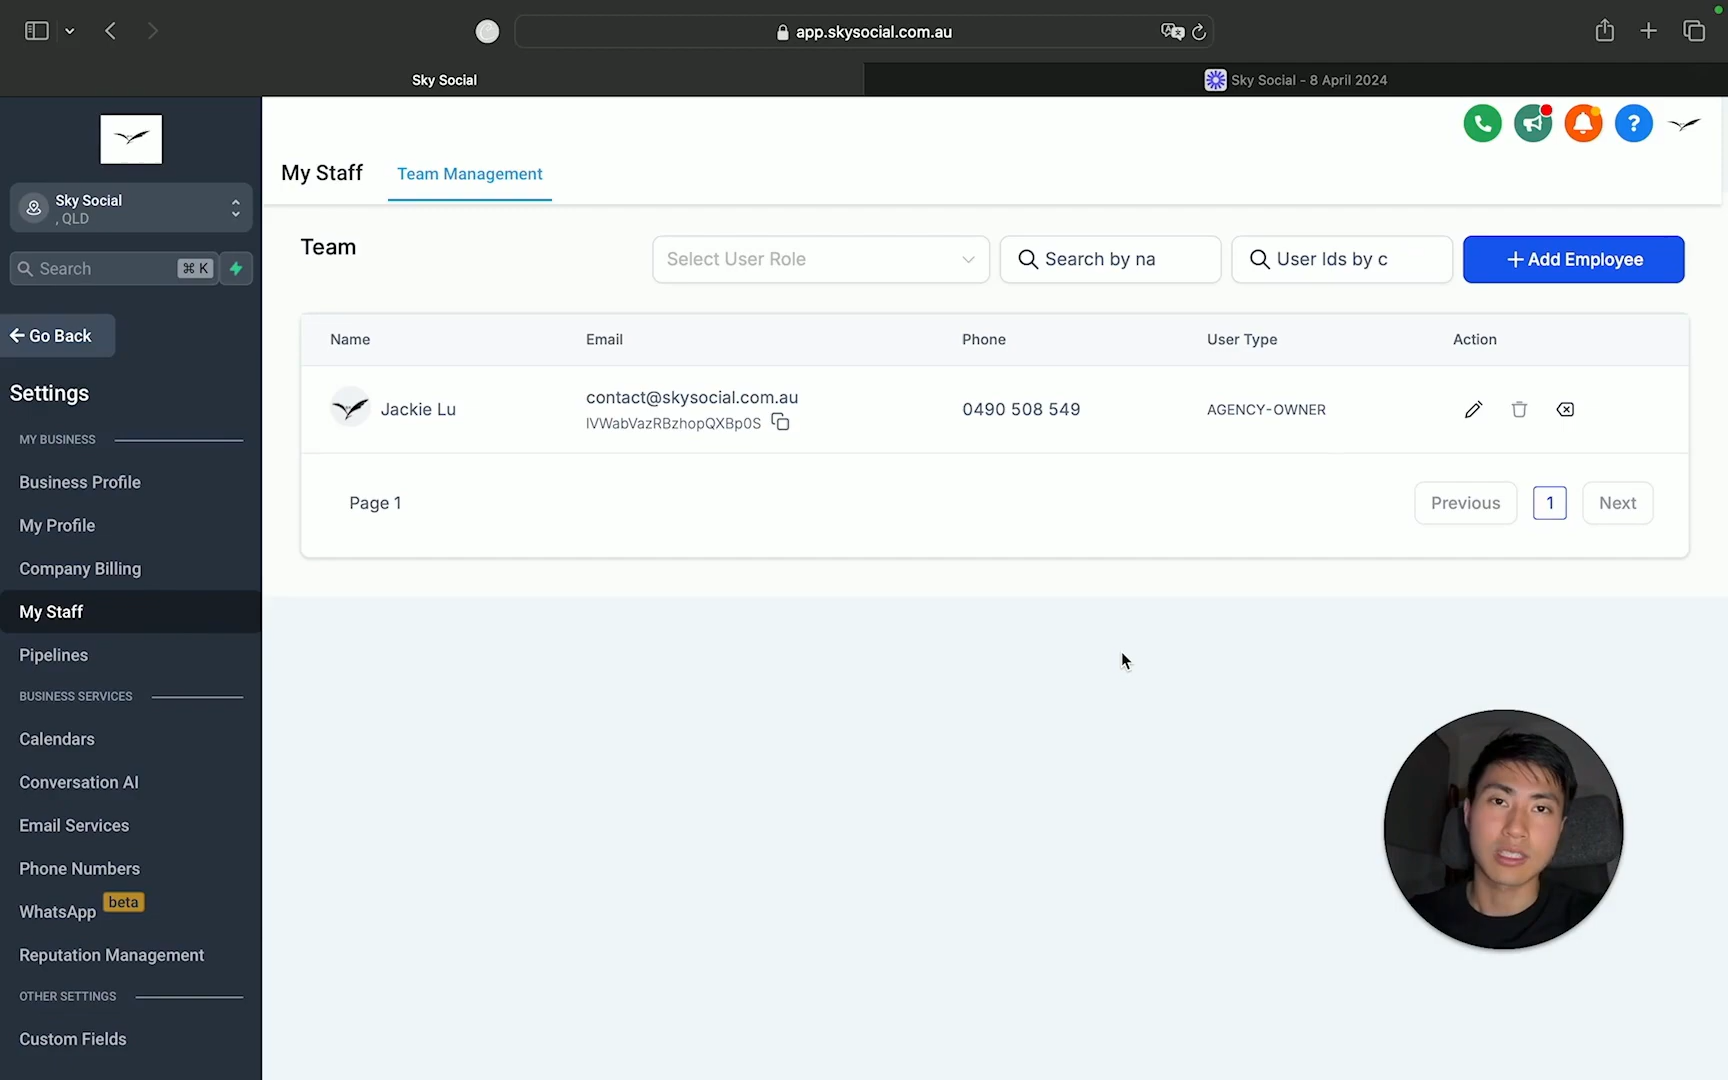 app.skysocial.com.au
Sky Social
Sky Social - 8 April 2024
Sky Social
, QLD
Search ⌘ K
Go Back
Settings
MY BUSINESS
Business Profile
My Profile
Company Billing
My Staff
Pipelines
BUSINESS SERVICES
Calendars
Conversation AI
Email Services
Phone Numbers
WhatsApp beta
Reputation Management
OTHER SETTINGS
Custom Fields
My Staff Team Management
Team
Select User Role
Search by na
User Ids by c
+ Add Employee
Name Email Phone User Type Action
Jackie Lu contact@skysocial.com.au 0490 508 549 AGENCY-OWNER
IVWabVazRBzhopQXBp0S
Page 1
Previous 1 Next